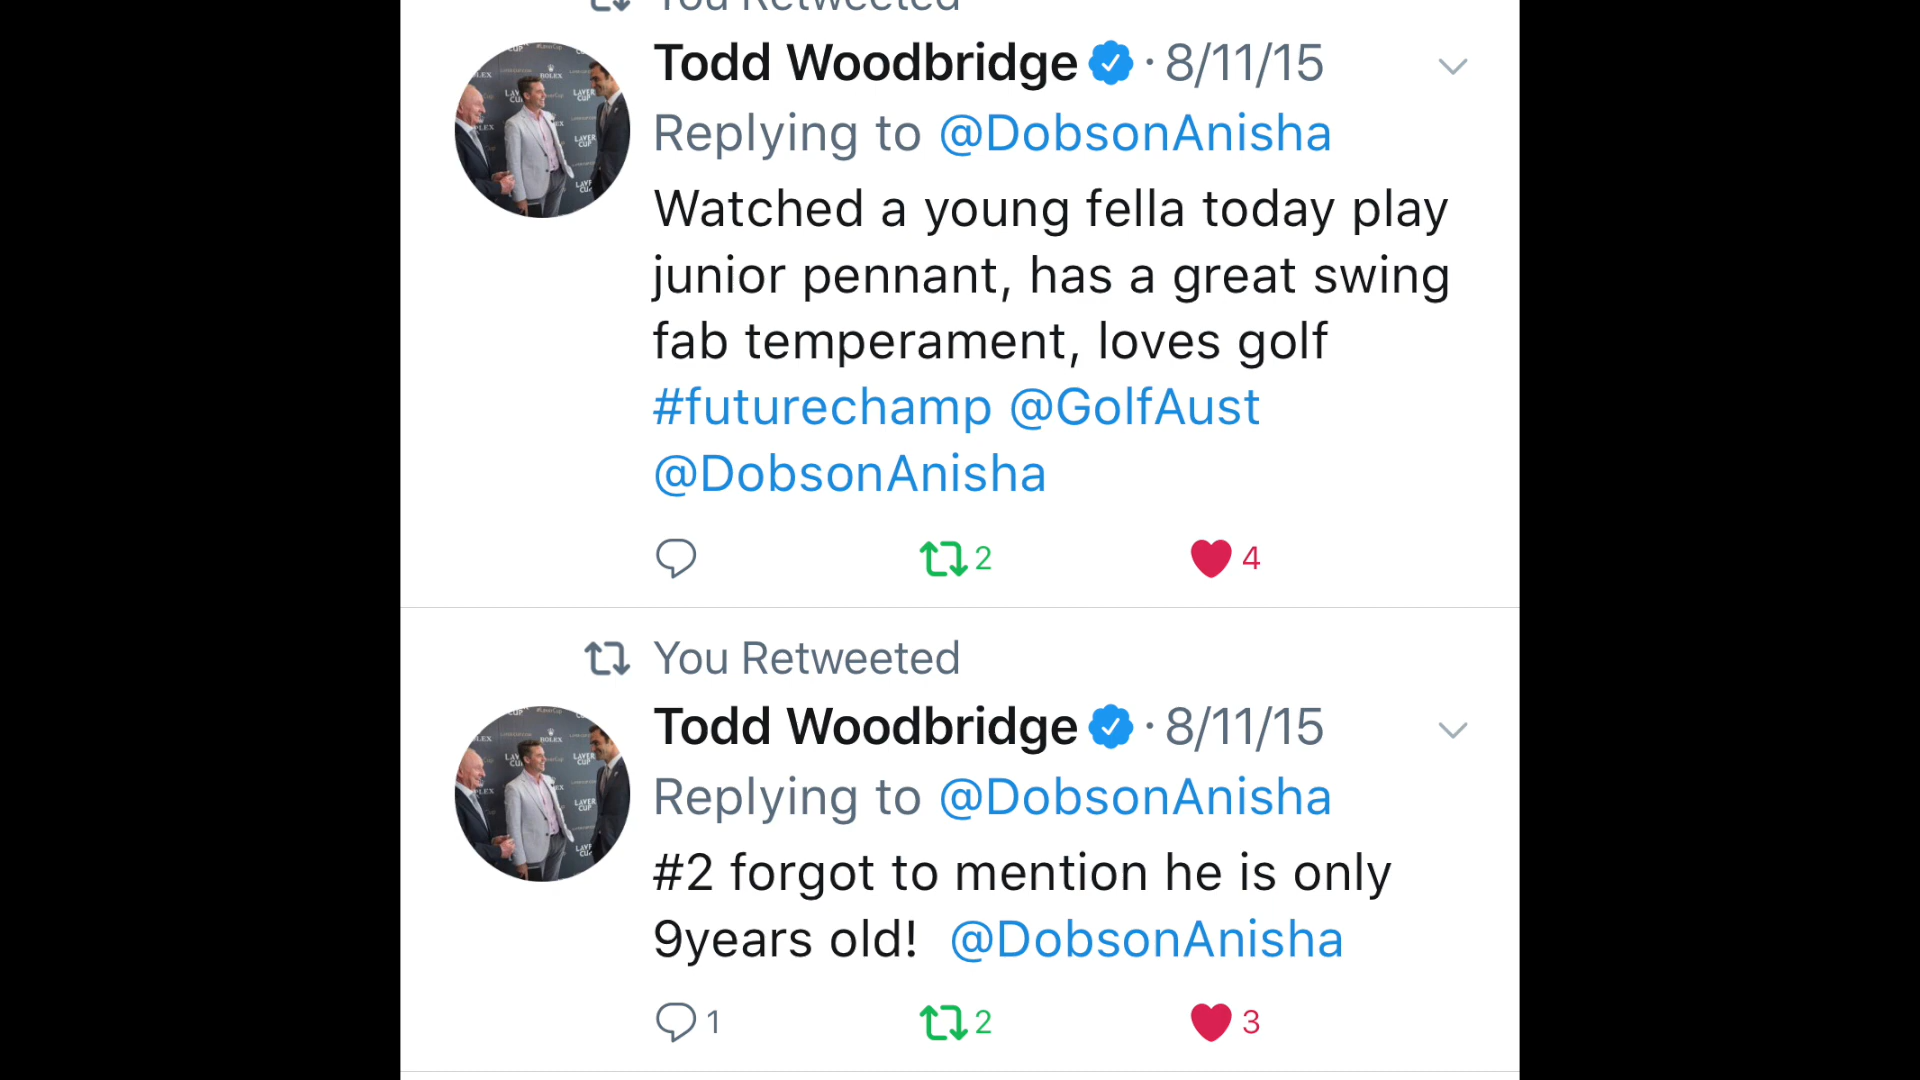 You Retweeted
Todd Woodbridge · 8/11/15
Replying to @DobsonAnisha
Watched a young fella today play
junior pennant, has a great swing
fab temperament, loves golf
#futurechamp @GolfAust
@DobsonAnisha
2 4
You Retweeted
Todd Woodbridge · 8/11/15
Replying to @DobsonAnisha
#2 forgot to mention he is only
9years old! @DobsonAnisha
1 2 3